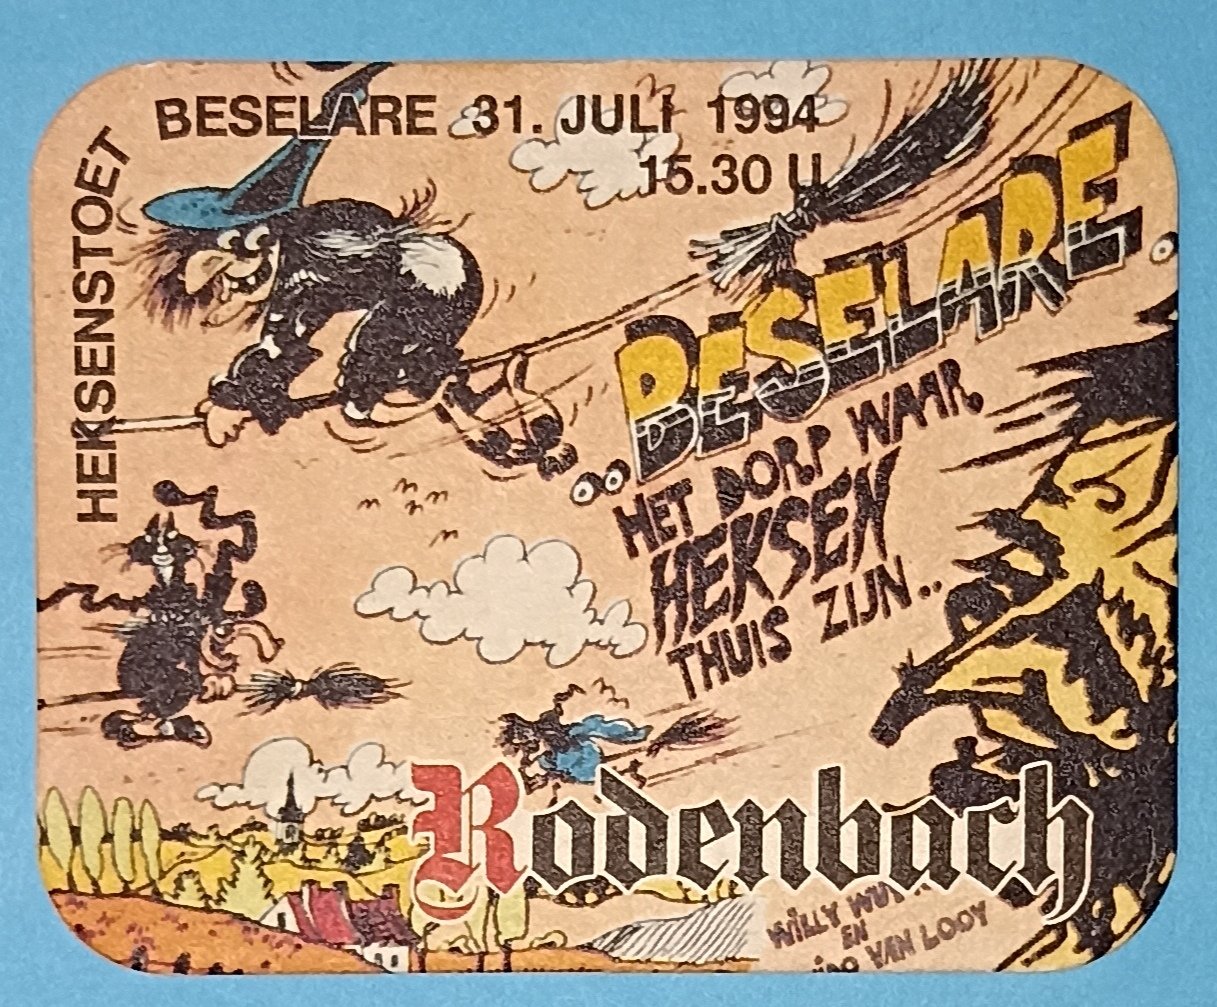 BESELARE 31. JULI 1994
15.30 U
HEKSENSTOET
..BESELARE.
HET DORP WAAR
HEKSEN
THUIS ZIJN..
Rodenbach
WILLY
EN
VAN LOOY